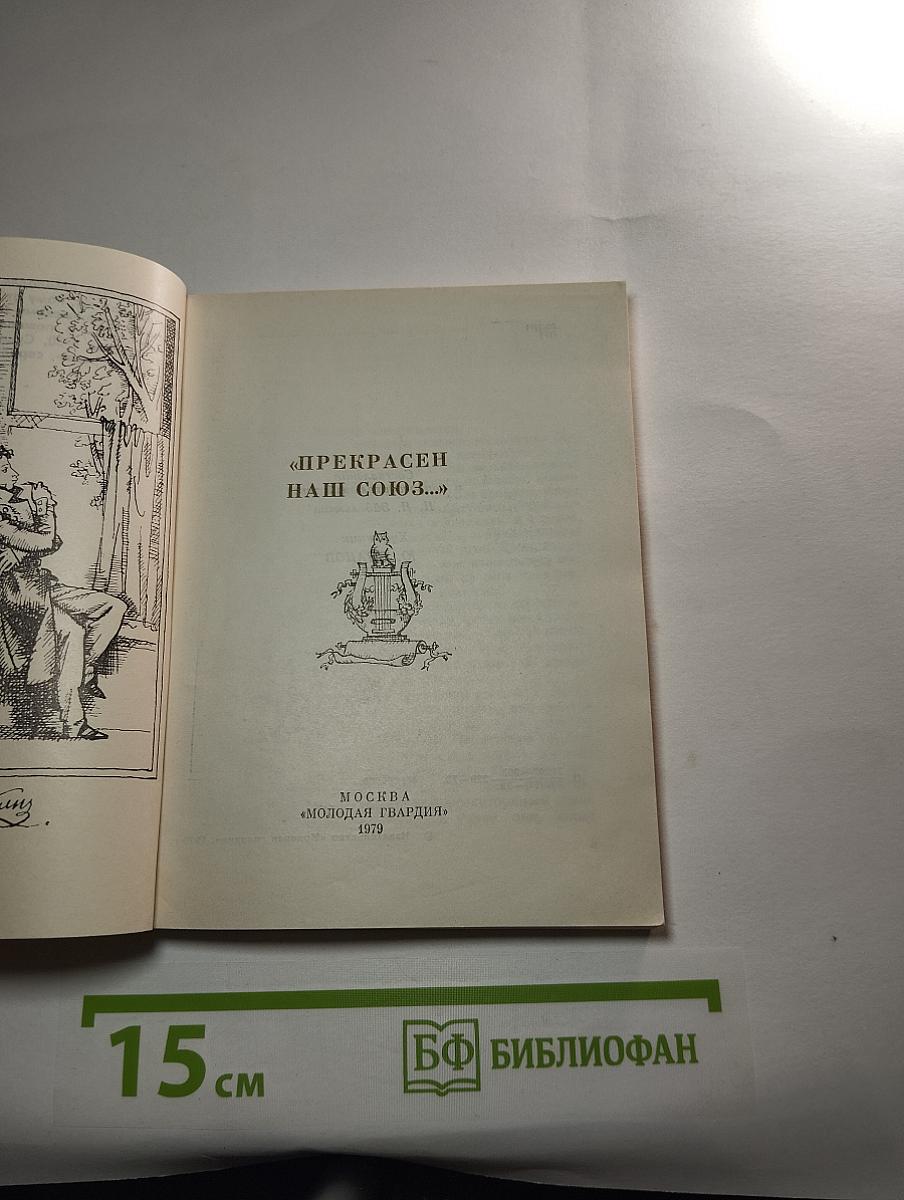 «ПРЕКРАСЕН
НАШ СОЮЗ...»
МОСКВА
«МОЛОДАЯ ГВАРДИЯ»
1979
15 см
БФ БИБЛИОФАН